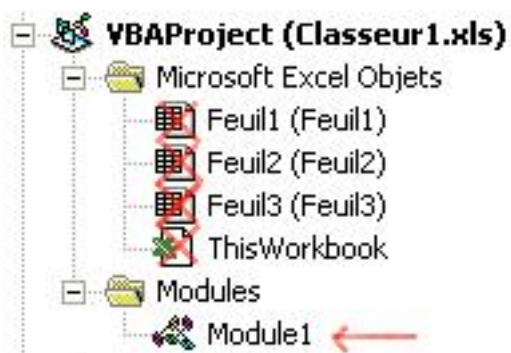 VBAProject (Classeur1.xls)
Microsoft Excel Objets
Feuil1 (Feuil1)
Feuil2 (Feuil2)
Feuil3 (Feuil3)
ThisWorkbook
Modules
Module1